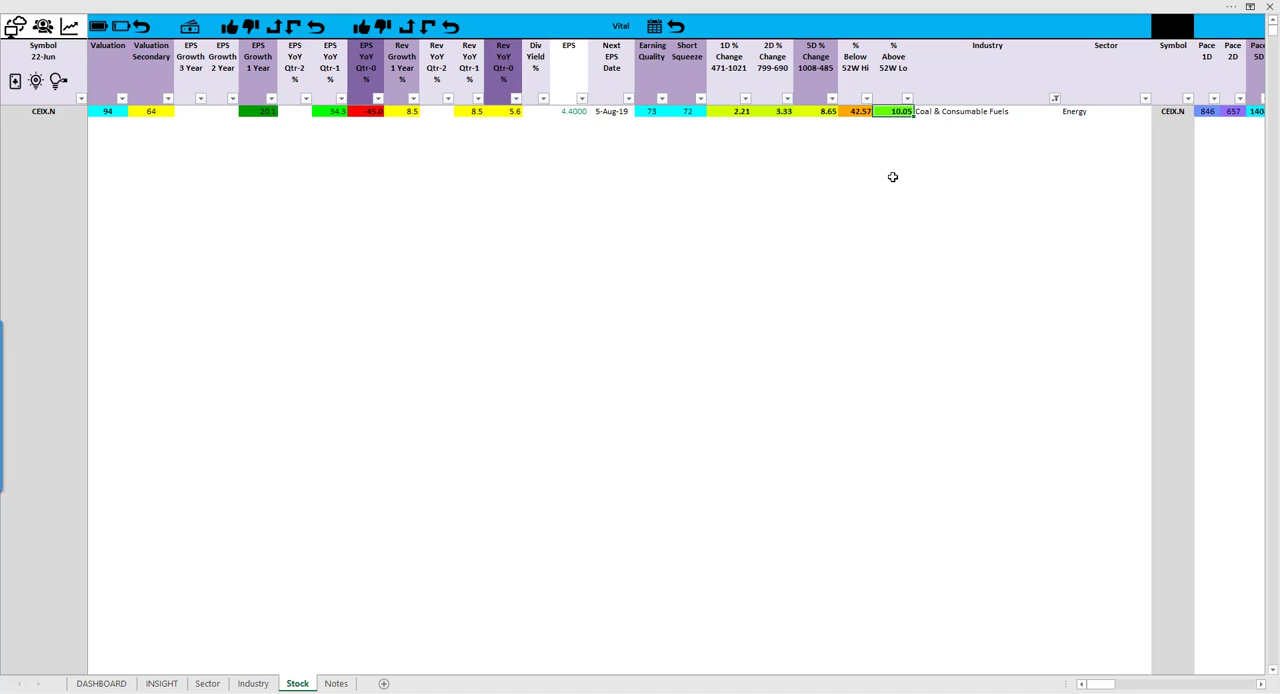 Vital
Symbol
22-Jun
Valuation
Valuation
Secondary
EPS
Growth
3 Year
EPS
Growth
2 Year
EPS
Growth
1 Year
EPS
YoY
Qtr-2
%
EPS
YoY
Qtr-1
%
EPS
YoY
Qtr-0
%
Rev
Growth
1 Year
Rev
YoY
Qtr-2
%
Rev
YoY
Qtr-1
%
Rev
YoY
Qtr-0
%
Div
Yield
%
EPS
Next
EPS
Date
Earning
Quality
Short
Squeeze
1D %
Change
471-1021
2D %
Change
799-690
5D %
Change
1008-485
%
Below
52W Hi
%
Above
52W Lo
Industry
Sector
Symbol
Pace
1D
Pace
2D
Pace
5D
CEIX.N 94 64 20.1 34.3 45.0 8.5 8.5 5.6 4.4000 5-Aug-19 73 72 2.21 3.33 8.65 42.57 10.05 Coal & Consumable Fuels Energy CEIX.N 846 657 140
DASHBOARD INSIGHT Sector Industry Stock Notes